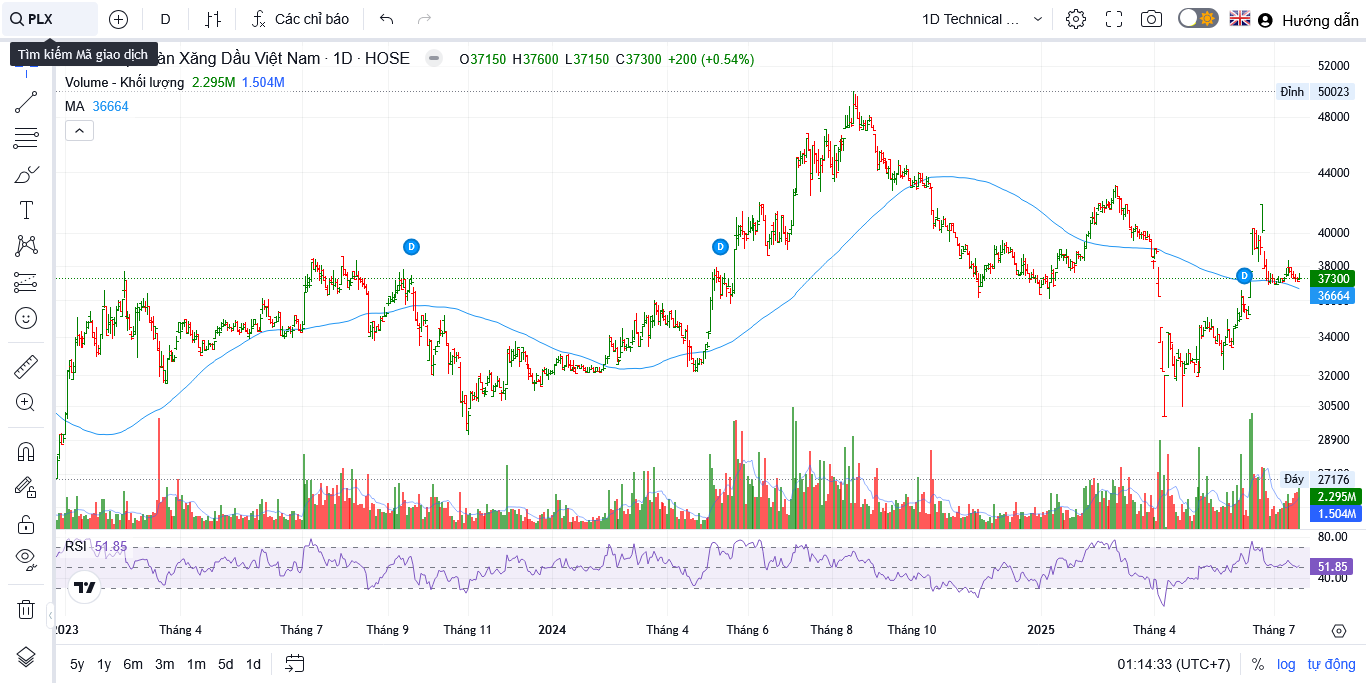 PLX
D
Các chỉ báo
1D Technical ...
Hướng dẫn
Tìm kiếm Mã giao dịch
àn Xăng Dầu Việt Nam · 1D · HOSE
O37150 H37600 L37150 C37300 +200 (+0.54%)
Volume - Khối lượng 2.295M 1.504M
MA 36664
52000
Đỉnh 50023
48000
44000
40000
38000
37300
36664
34000
32000
30500
28900
Đáy 27176
2.295M
1.504M
D
D
D
RSI 51.85
80.00
51.85
40.00
2023 Tháng 4 Tháng 7 Tháng 9 Tháng 11 2024 Tháng 4 Tháng 6 Tháng 8 Tháng 10 2025 Tháng 4 Tháng 7
5y 1y 6m 3m 1m 5d 1d
01:14:33 (UTC+7) % log tự động